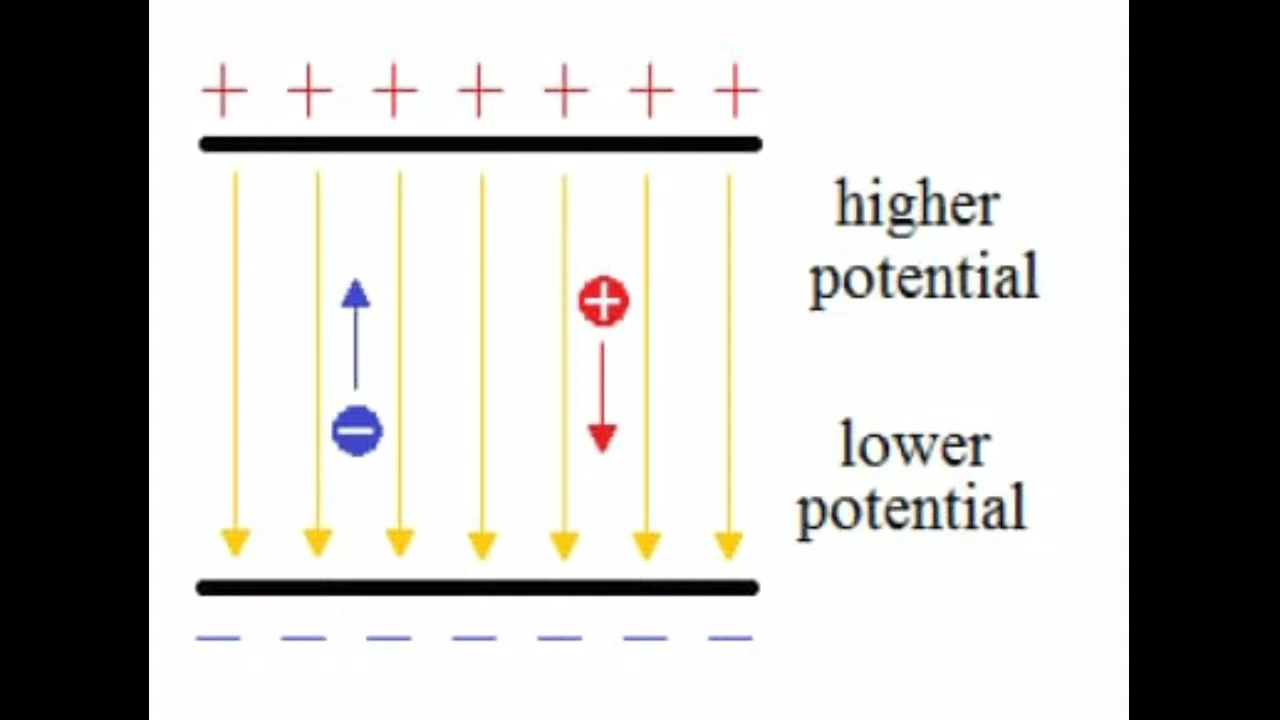 + + + + + + +
higher
potential
+
−
lower
potential
− − − − − − −